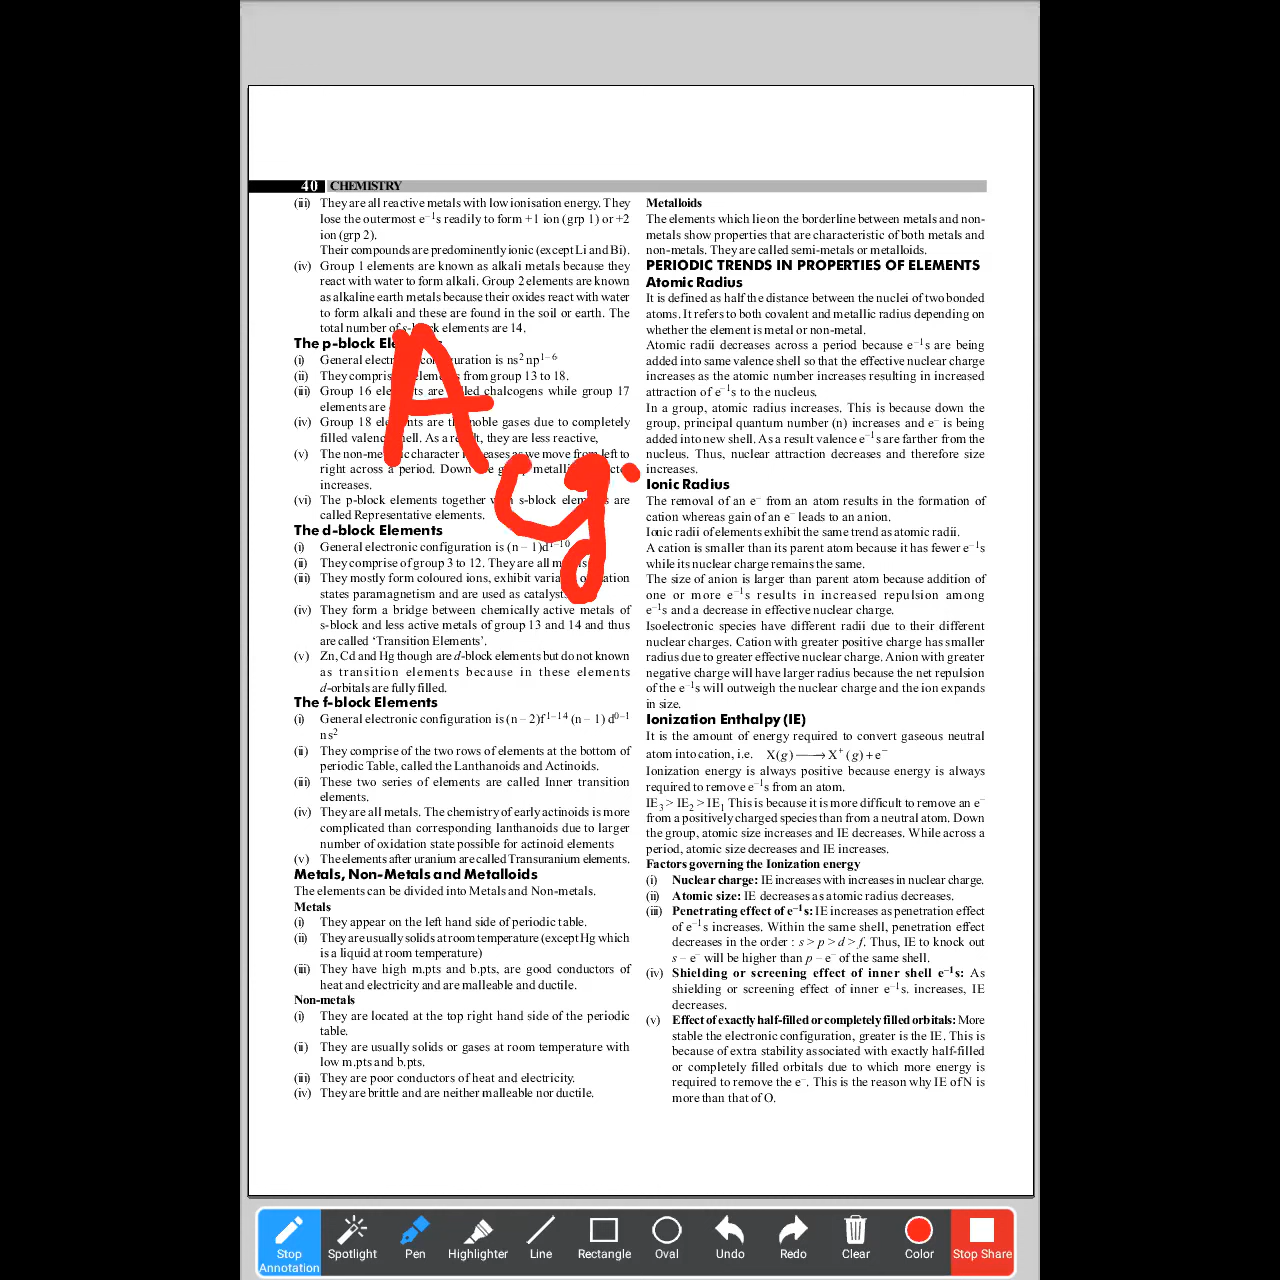 40 CHEMISTRY
(iii) They are all reactive metals with low ionisation energy. They
lose the outermost e⁻¹s readily to form +1 ion (grp 1) or +2
ion (grp 2).
Their compounds are predominently ionic (except Li and Bi).
(iv) Group 1 elements are known as alkali metals because they
react with water to form alkali. Group 2 elements are known
as alkaline earth metals because their oxides react with water
to form alkali and these are found in the soil or earth. The
total number of s-block elements are 14.
The p-block
(i) General configuration is ns² np¹⁻⁶
(ii) They from group 13 to 18.
(iii) Group 16 are chalcogens while group 17
elements are
(iv) Group 18 are noble gases due to completely
filled As a they are less reactive,
(v) The character as we move from left to
right across a period. Down
increases.
(vi) The p-block elements together s-block are
called Representative elements.
The d-block Elements
(i) General electronic configuration is (n – 1)d¹⁻¹⁰
(ii) They comprise of group 3 to 12. They are all
(iii) They mostly form coloured ions, exhibit
states paramagnetism and are used as
(iv) They form a bridge between chemically active metals of
s-block and less active metals of group 13 and 14 and thus
are called ‘Transition Elements’.
(v) Zn, Cd and Hg though are d-block elements but do not known
as transition elements because in these elements
d-orbitals are fully filled.
The f-block Elements
(i) General electronic configuration is (n – 2)f¹⁻¹⁴ (n – 1) d⁰⁻¹
ns²
(ii) They comprise of the two rows of elements at the bottom of
periodic Table, called the Lanthanoids and Actinoids.
(iii) These two series of elements are called Inner transition
elements.
(iv) They are all metals. The chemistry of early actinoids is more
complicated than corresponding lanthanoids due to larger
number of oxidation state possible for actinoid elements
(v) The elements after uranium are called Transuranium elements.
Metals, Non-Metals and Metalloids
The elements can be divided into Metals and Non-metals.
Metals
(i) They appear on the left hand side of periodic table.
(ii) They are usually solids at room temperature (except Hg which
is a liquid at room temperature)
(iii) They have high m.pts and b.pts, are good conductors of
heat and electricity and are malleable and ductile.
Non-metals
(i) They are located at the top right hand side of the periodic
table.
(ii) They are usually solids or gases at room temperature with
low m.pts and b.pts.
(iii) They are poor conductors of heat and electricity.
(iv) They are brittle and are neither malleable nor ductile.
Metalloids
The elements which lie on the borderline between metals and non-
metals show properties that are characteristic of both metals and
non-metals. They are called semi-metals or metalloids.
PERIODIC TRENDS IN PROPERTIES OF ELEMENTS
Atomic Radius
It is defined as half the distance between the nuclei of two bonded
atoms. It refers to both covalent and metallic radius depending on
whether the element is metal or non-metal.
Atomic radii decreases across a period because e⁻¹s are being
added into same valence shell so that the effective nuclear charge
increases as the atomic number increases resulting in increased
attraction of e⁻¹s to the nucleus.
In a group, atomic radius increases. This is because down the
group, principal quantum number (n) increases and e⁻ is being
added into new shell. As a result valence e⁻¹s are farther from the
nucleus. Thus, nuclear attraction decreases and therefore size
increases.
Ionic Radius
The removal of an e⁻ from an atom results in the formation of
cation whereas gain of an e⁻ leads to an anion.
Ionic radii of elements exhibit the same trend as atomic radii.
A cation is smaller than its parent atom because it has fewer e⁻¹s
while its nuclear charge remains the same.
The size of anion is larger than parent atom because addition of
one or more e⁻¹s results in increased repulsion among
e⁻¹s and a decrease in effective nuclear charge.
Isoelectronic species have different radii due to their different
nuclear charges. Cation with greater positive charge has smaller
radius due to greater effective nuclear charge. Anion with greater
negative charge will have larger radius because the net repulsion
of the e⁻¹s will outweigh the nuclear charge and the ion expands
in size.
Ionization Enthalpy (IE)
It is the amount of energy required to convert gaseous neutral
atom into cation, i.e. X(g) ⟶ X⁺ (g) + e⁻
Ionization energy is always positive because energy is always
required to remove e⁻¹s from an atom.
IE₃ > IE₂ > IE₁ This is because it is more difficult to remove an e⁻
from a positively charged species than from a neutral atom. Down
the group, atomic size increases and IE decreases. While across a
period, atomic size decreases and IE increases.
Factors governing the Ionization energy
(i) Nuclear charge: IE increases with increases in nuclear charge.
(ii) Atomic size: IE decreases as atomic radius decreases.
(iii) Penetrating effect of e⁻¹s: IE increases as penetration effect
of e⁻¹s increases. Within the same shell, penetration effect
decreases in the order : s > p > d > f. Thus, IE to knock out
s – e⁻ will be higher than p – e⁻ of the same shell.
(iv) Shielding or screening effect of inner shell e⁻¹s: As
shielding or screening effect of inner e⁻¹s. increases, IE
decreases.
(v) Effect of exactly half-filled or completely filled orbitals: More
stable the electronic configuration, greater is the IE. This is
because of extra stability associated with exactly half-filled
or completely filled orbitals due to which more energy is
required to remove the e⁻. This is the reason why IE of N is
more than that of O.
Ag
Stop Annotation Spotlight Pen Highlighter Line Rectangle Oval Undo Redo Clear Color Stop Share